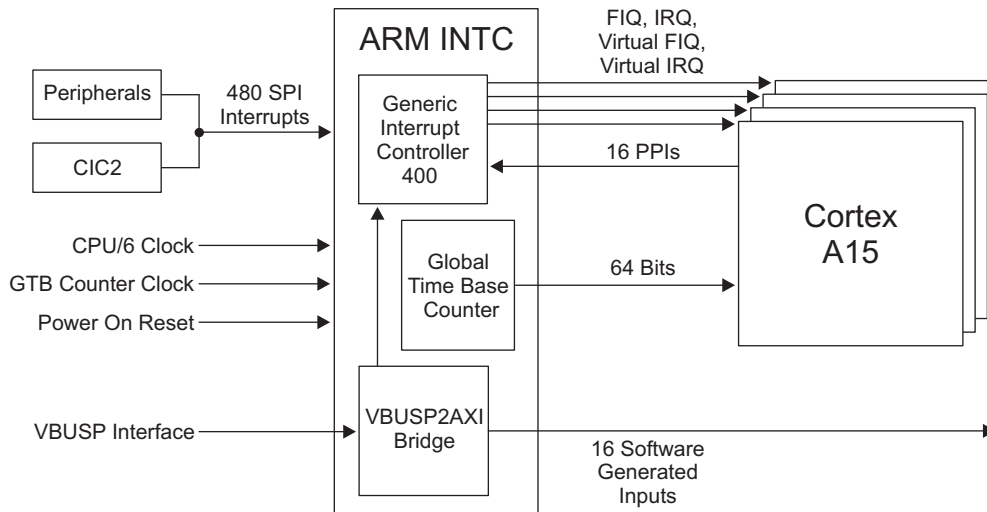 ARM INTC
FIQ, IRQ,
Virtual FIQ,
Virtual IRQ
Peripherals
CIC2
480 SPI
Interrupts
Generic
Interrupt
Controller
400
16 PPIs
Cortex
A15
CPU/6 Clock
GTB Counter Clock
Power On Reset
Global
Time Base
Counter
64 Bits
VBUSP Interface
VBUSP2AXI
Bridge
16 Software
Generated
Inputs